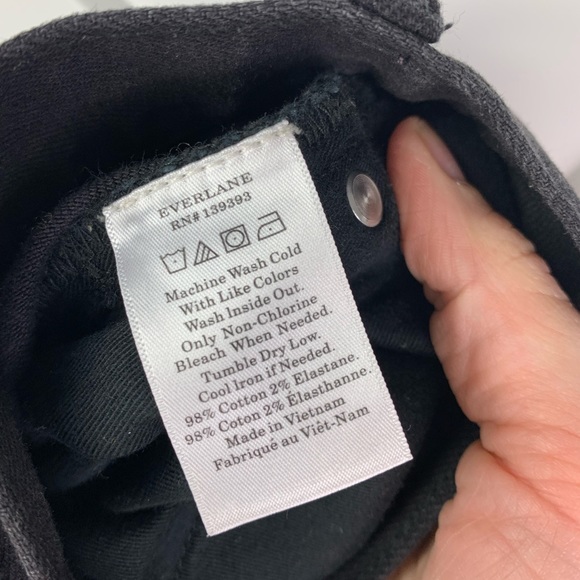 EVERLANE
RN# 139393
Machine Wash Cold
With Like Colors
Wash Inside Out.
Only Non-Chlorine
Bleach When Needed.
Tumble Dry Low.
Cool Iron if Needed.
98% Cotton 2% Elastane.
98% Coton 2% Elasthanne.
Made in Vietnam
Fabriqué au Viêt-Nam